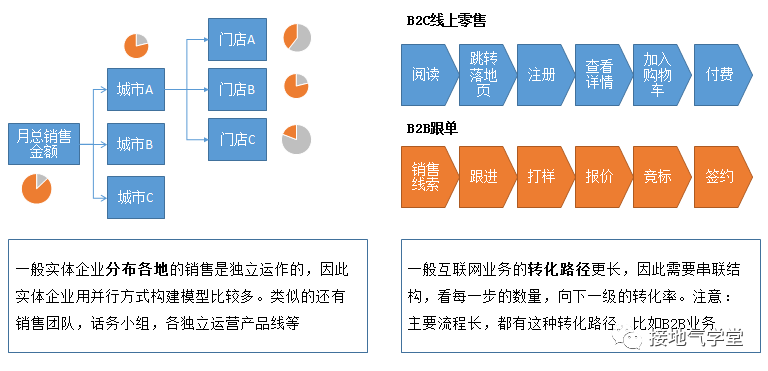 月总销售
金额
城市A
城市B
城市C
门店A
门店B
门店C
一般实体企业分布各地的销售是独立运作的，因此
实体企业用并行方式构建模型比较多。类似的还有
销售团队，话务小组，各独立运营产品线等
B2C线上零售
阅读
跳转
落地
页
注册
查看
详情
加入
购物
车
付费
B2B跟单
销售
线索
跟进
打样
报价
竞标
签约
一般互联网业务的转化路径更长，因此需要串联结
构，看每一步的数量，向下一级的转化率。注意：
主要流程长，都有这种转化路径。比如B2B业务
接地气学堂